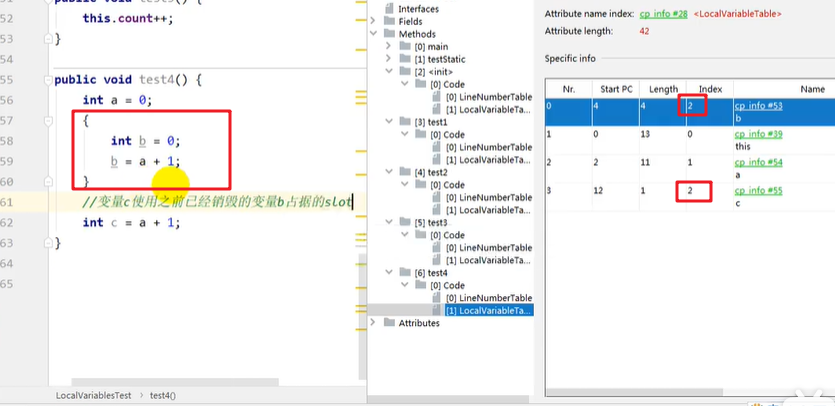 52 this.count++;
53 }
54
55 public void test4() {
56 int a = 0;
57 {
58 int b = 0;
59 b = a + 1;
60 }
61 //变量c使用之前已经销毁的变量b占据的slot
62 int c = a + 1;
63 }
64
65
LocalVariablesTest > test4()
Interfaces
Fields
Methods
[0] main
[1] testStatic
[2] <init>
[0] Code
[0] LineNumberTable
[1] LocalVariableTa...
[3] test1
[0] Code
[0] LineNumberTable
[1] LocalVariableTa...
[4] test2
[0] Code
[0] LineNumberTable
[1] LocalVariableTa...
[5] test3
[0] Code
[0] LineNumberTable
[1] LocalVariableTa...
[6] test4
[0] Code
[0] LineNumberTable
[1] LocalVariableTa...
Attributes
Attribute name index: cp info #28 <LocalVariableTable>
Attribute length: 42
Specific info
Nr. Start PC Length Index Name
0 4 4 2 cp info #53
b
1 0 13 0 cp info #39
this
2 2 11 1 cp info #54
a
3 12 1 2 cp info #55
c